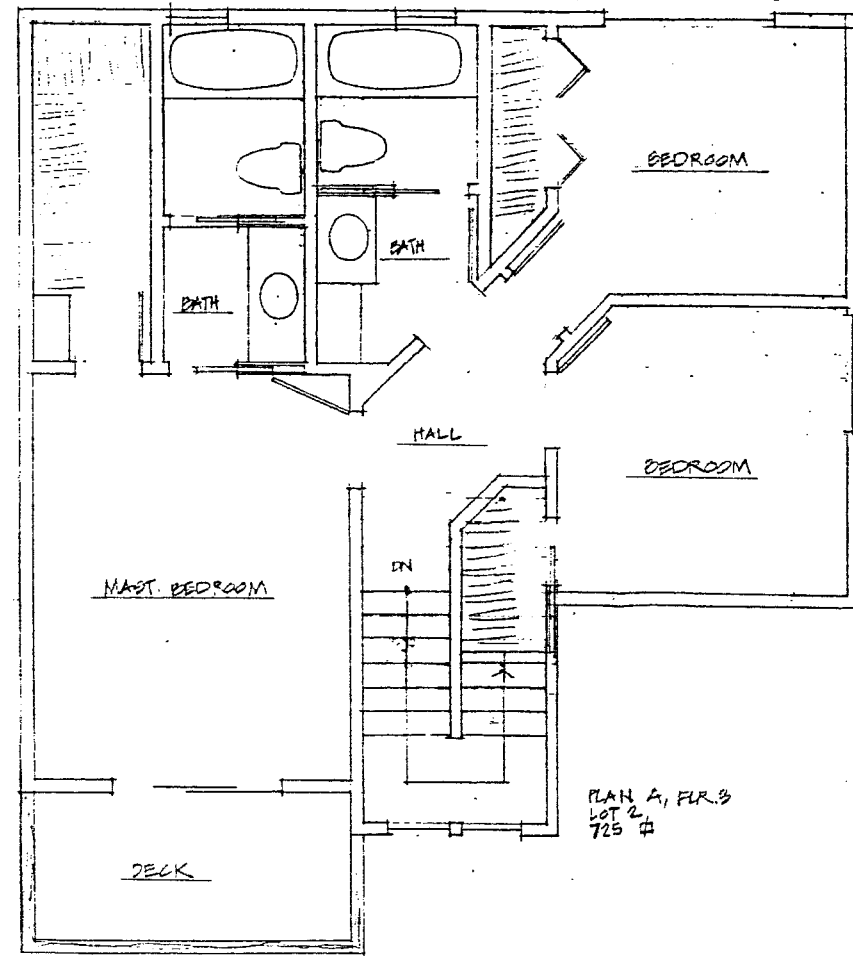 BEDROOM
BATH
BATH
HALL
BEDROOM
DN
MAST. BEDROOM
PLAN A, FLR. 3
LOT 2,
725 ⌗
DECK